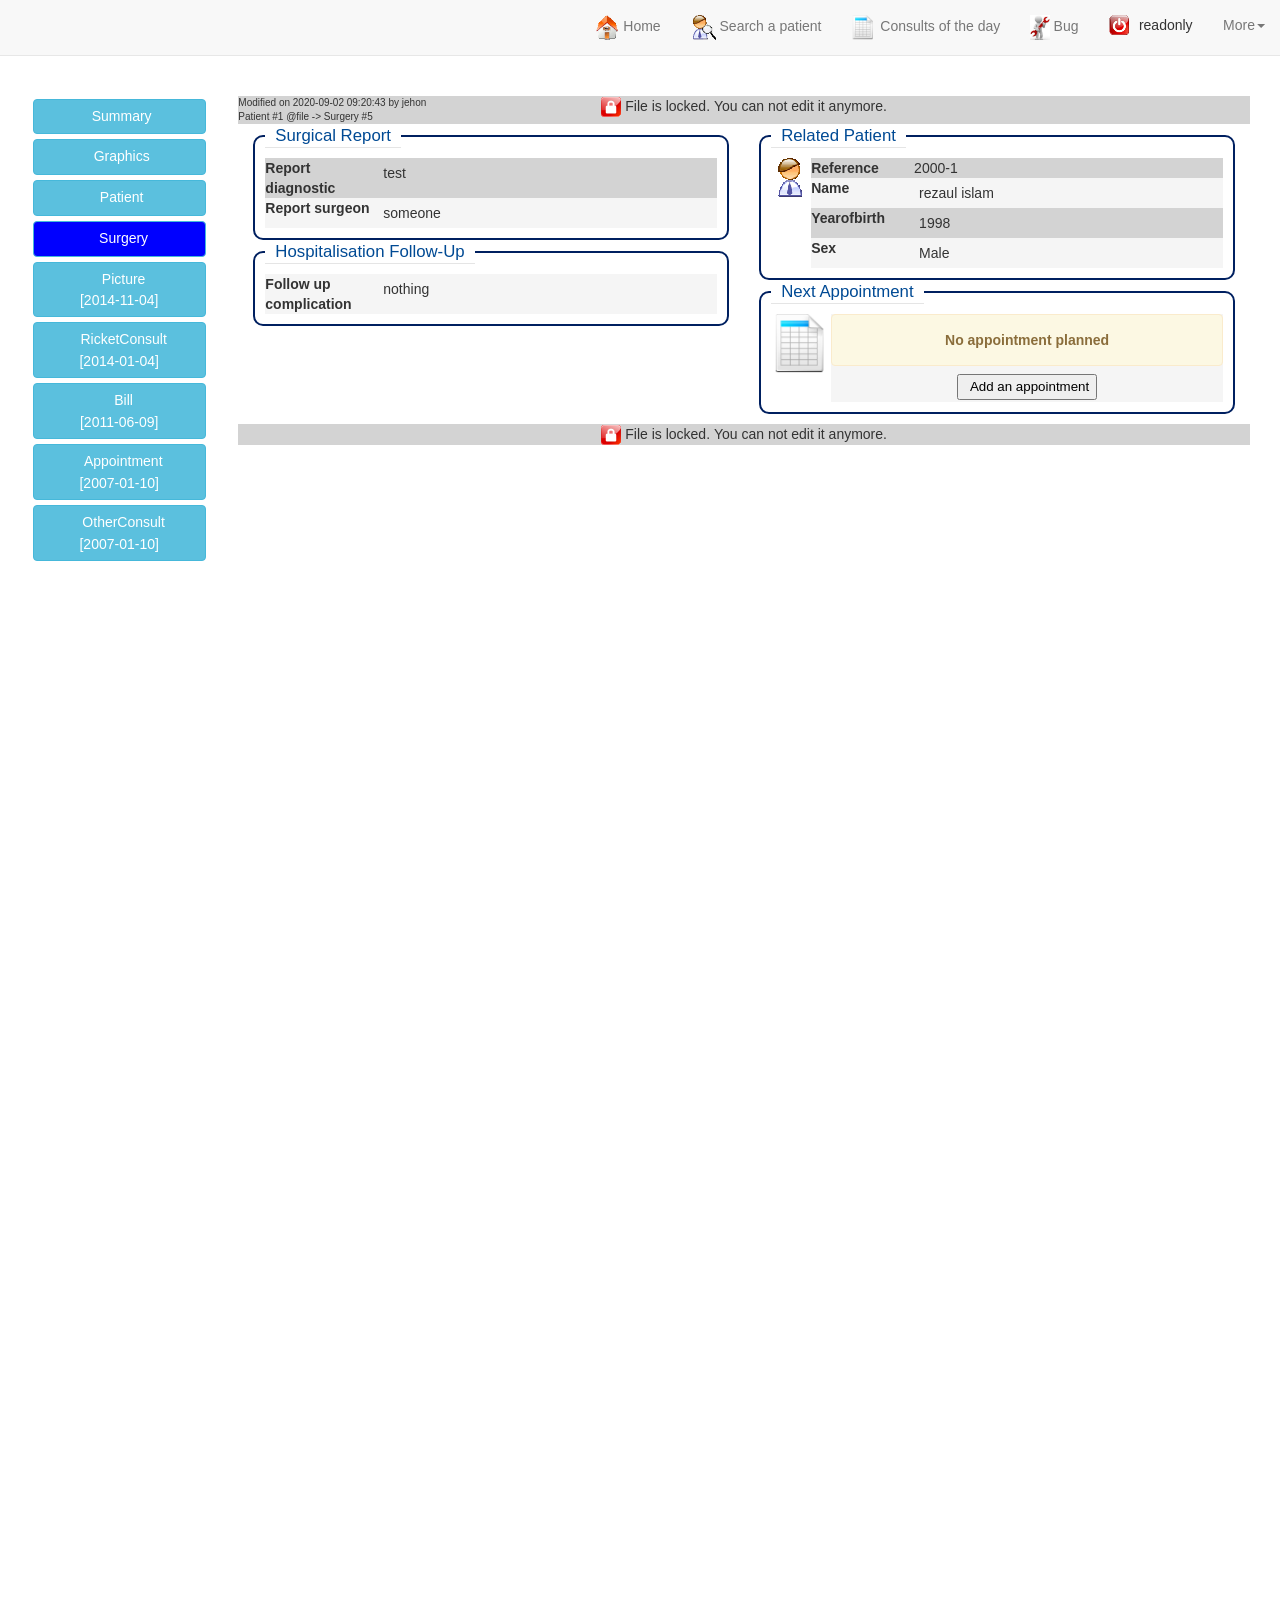 Home Search a patient Consults of the day Bug readonly More
Summary
Graphics
Patient
Surgery
Picture
[2014-11-04]
RicketConsult
[2014-01-04]
Bill
[2011-06-09]
Appointment
[2007-01-10]
OtherConsult
[2007-01-10]
Modified on 2020-09-02 09:20:43 by jehon
Patient #1 @file -> Surgery #5
File is locked. You can not edit it anymore.
Surgical Report
Report diagnostic test
Report surgeon someone
Hospitalisation Follow-Up
Follow up complication nothing
Related Patient
Reference 2000-1
Name rezaul islam
Yearofbirth 1998
Sex Male
Next Appointment
No appointment planned
Add an appointment
File is locked. You can not edit it anymore.